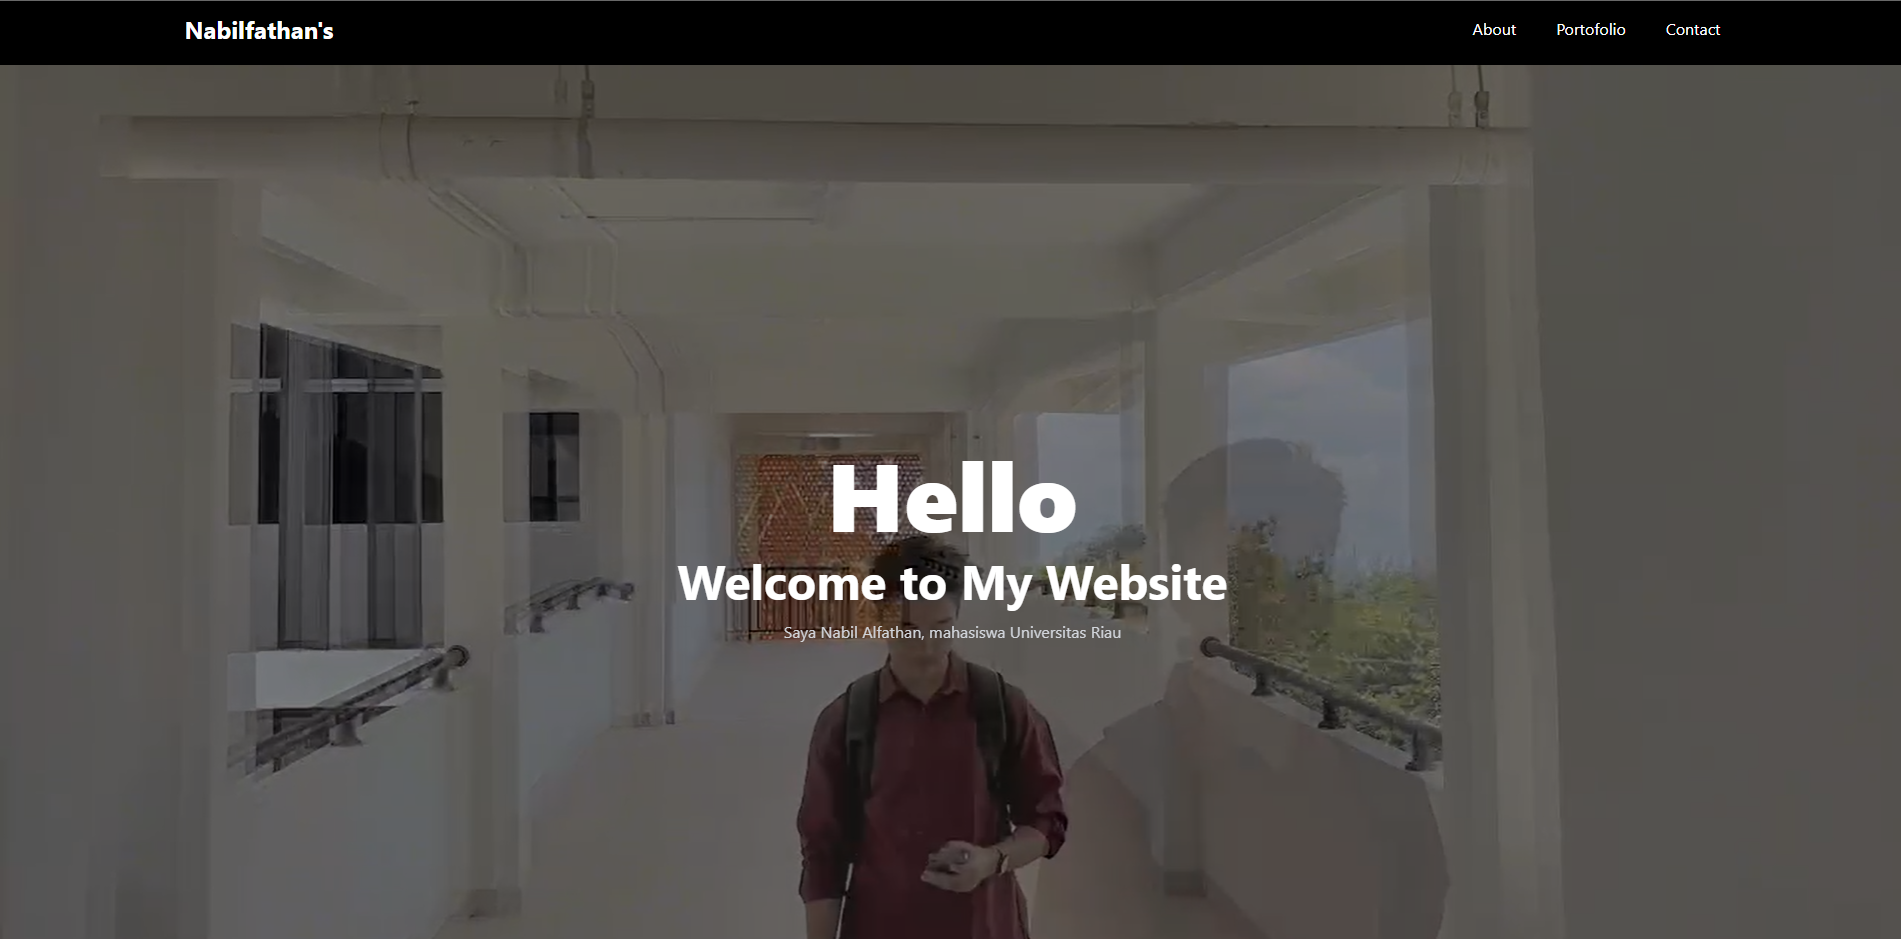 Nabilfathan's
About
Portofolio
Contact
Hello
Welcome to My Website
Saya Nabil Alfathan, mahasiswa Universitas Riau